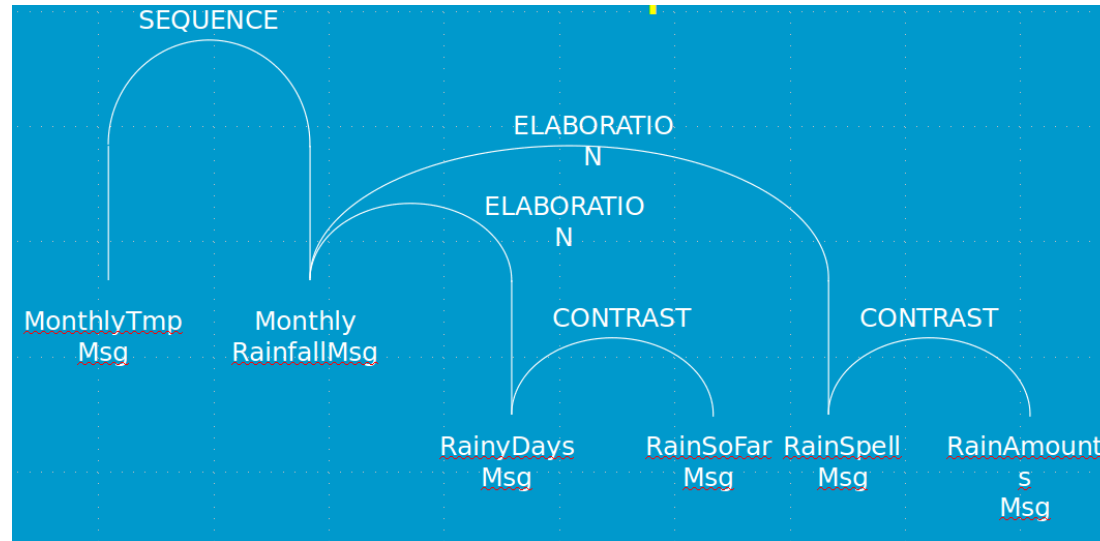 SEQUENCE
ELABORATIO
N
ELABORATIO
N
MonthlyTmp
Msg
Monthly
RainfallMsg
CONTRAST
CONTRAST
RainyDays
Msg
RainSoFar
Msg
RainSpell
Msg
RainAmount
s
Msg